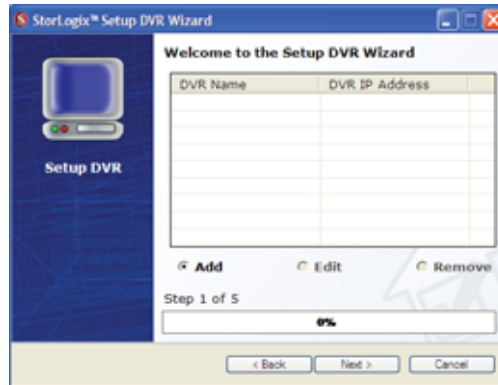 StorLogix™ Setup DVR Wizard
Setup DVR
Welcome to the Setup DVR Wizard
DVR Name DVR IP Address
Add Edit Remove
Step 1 of 5
0%
< Back Next > Cancel